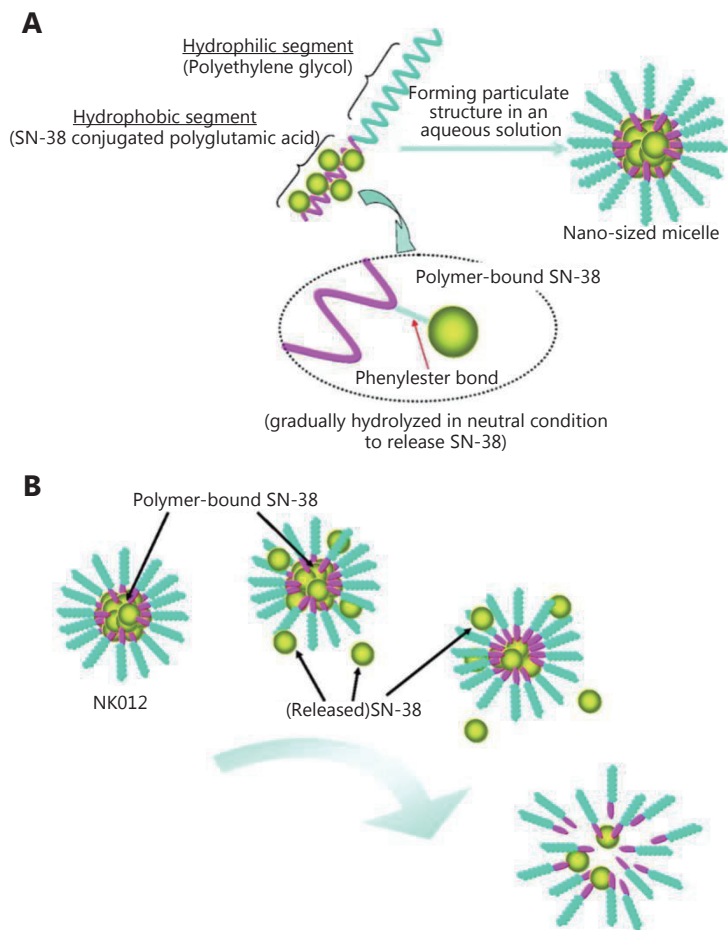 A
Hydrophilic segment
(Polyethylene glycol)
Hydrophobic segment
(SN-38 conjugated polyglutamic acid)
Forming particulate
structure in an
aqueous solution
Nano-sized micelle
Polymer-bound SN-38
Phenylester bond
(gradually hydrolyzed in neutral condition
to release SN-38)
B
Polymer-bound SN-38
NK012
(Released)SN-38